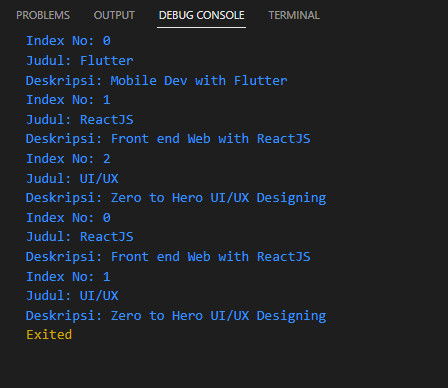 PROBLEMS OUTPUT DEBUG CONSOLE TERMINAL
Index No: 0
Judul: Flutter
Deskripsi: Mobile Dev with Flutter
Index No: 1
Judul: ReactJS
Deskripsi: Front end Web with ReactJS
Index No: 2
Judul: UI/UX
Deskripsi: Zero to Hero UI/UX Designing
Index No: 0
Judul: ReactJS
Deskripsi: Front end Web with ReactJS
Index No: 1
Judul: UI/UX
Deskripsi: Zero to Hero UI/UX Designing
Exited